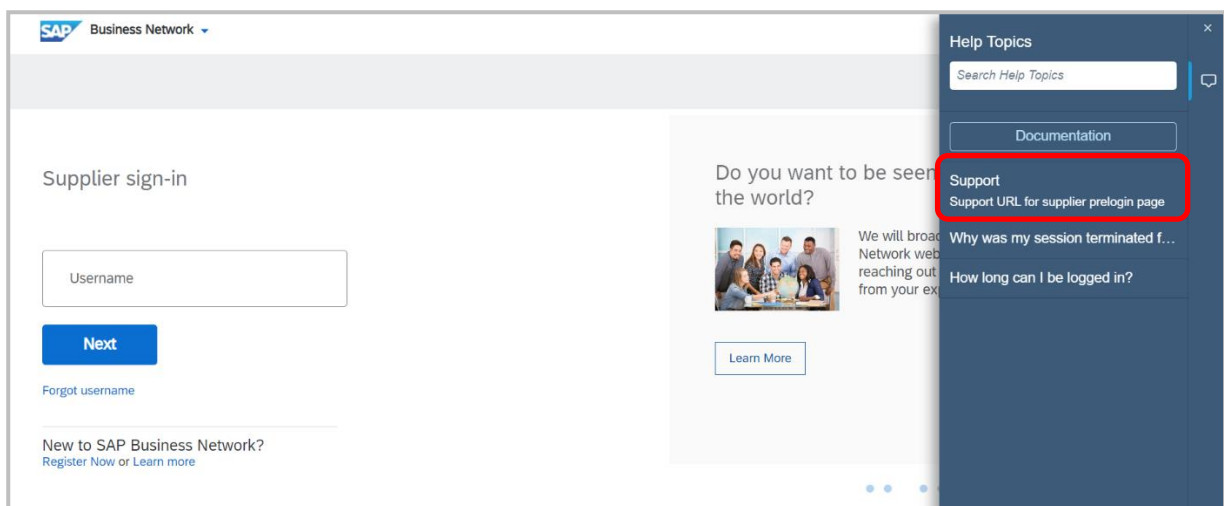 SAP Business Network
Supplier sign-in
Username
Next
Forgot username
New to SAP Business Network?
Register Now or Learn more
Do you want to be seen
the world?
We will broa
Network web
reaching out
from your ex
Learn More
Help Topics
Search Help Topics
Documentation
Support
Support URL for supplier prelogin page
Why was my session terminated f...
How long can I be logged in?